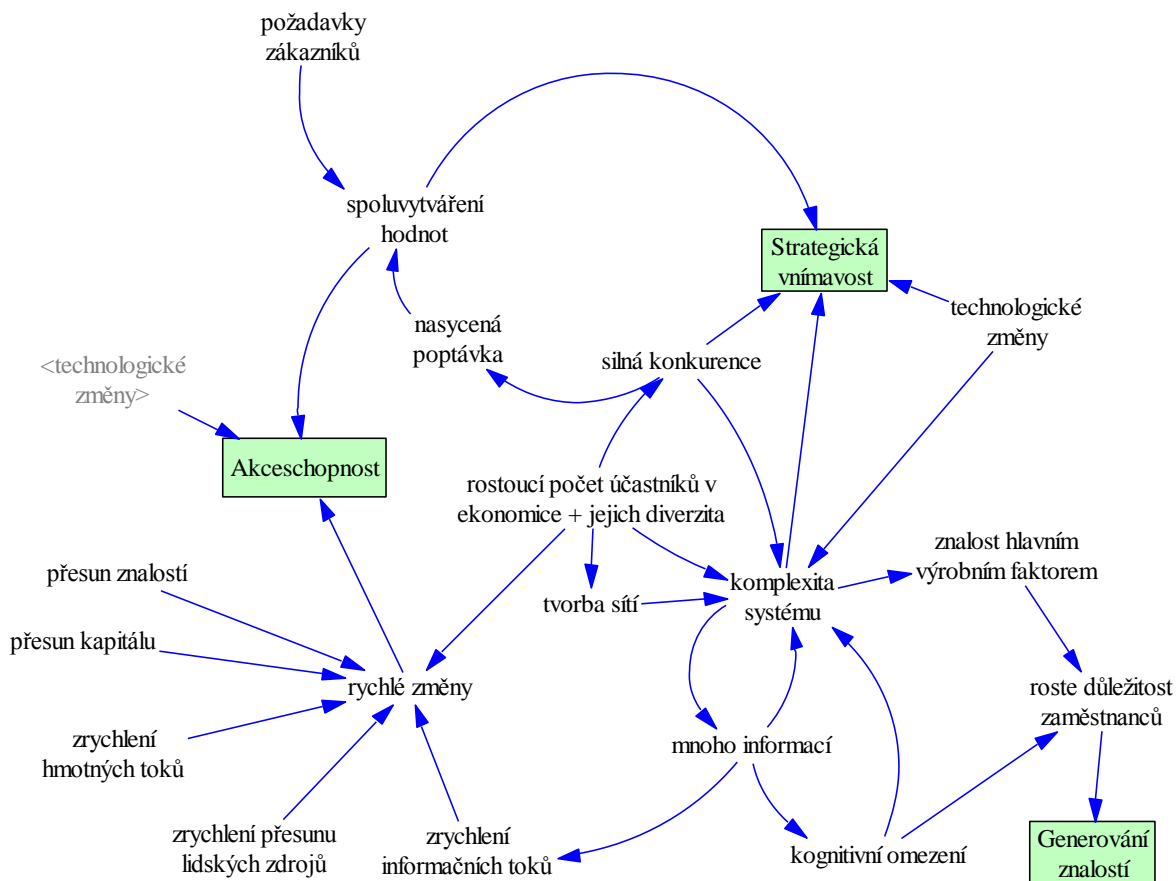 požadavky
zákazníků
spoluvytváření
hodnot
Strategická
vnímavost
technologické
změny
nasycená
poptávka
silná konkurence
<technologické
změny>
Akceschopnost
rostoucí počet účastníků v
ekonomice + jejich diverzita
znalost hlavním
výrobním faktorem
komplexita
systému
tvorba sítí
přesun znalostí
přesun kapitálu
rychlé změny
roste důležitost
zaměstnanců
zrychlení
hmotných toků
mnoho informací
zrychlení přesunu
lidských zdrojů
zrychlení
informačních toků
kognitivní omezení
Generování
znalostí